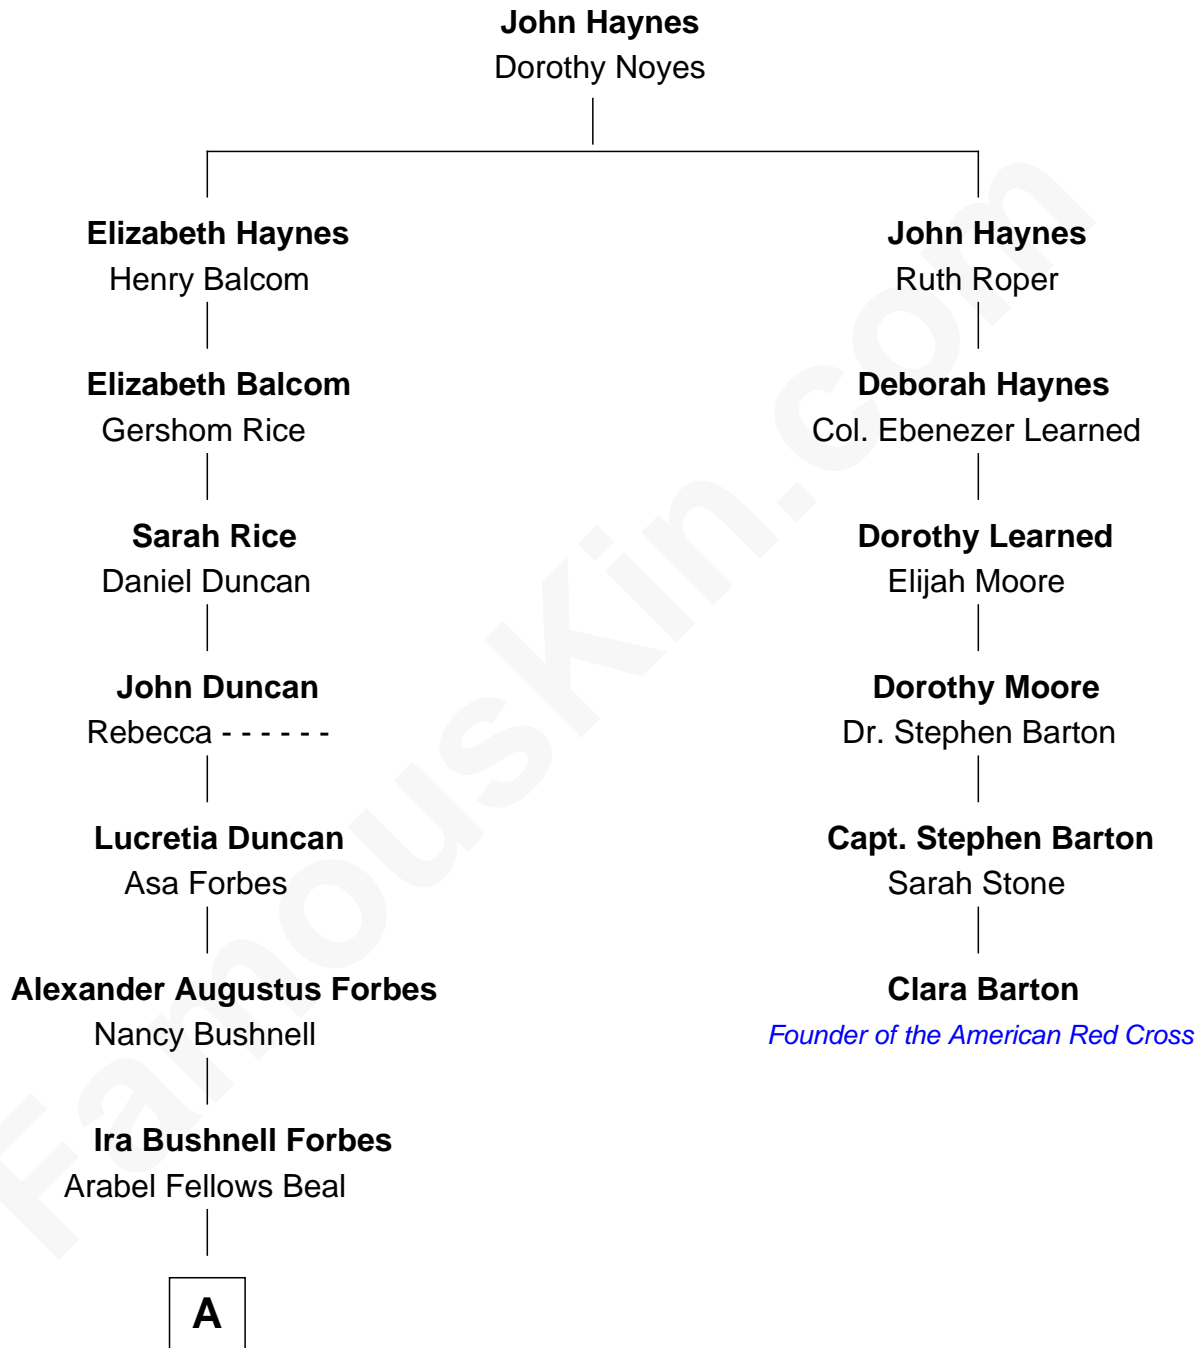 John Haynes
Dorothy Noyes
Elizabeth Haynes
Henry Balcom
John Haynes
Ruth Roper
Elizabeth Balcom
Gershom Rice
Deborah Haynes
Col. Ebenezer Learned
Sarah Rice
Daniel Duncan
Dorothy Learned
Elijah Moore
John Duncan
Rebecca - - - - - -
Dorothy Moore
Dr. Stephen Barton
Lucretia Duncan
Asa Forbes
Capt. Stephen Barton
Sarah Stone
Alexander Augustus Forbes
Nancy Bushnell
Clara Barton
Founder of the American Red Cross
Ira Bushnell Forbes
Arabel Fellows Beal
A
FamousKin.com